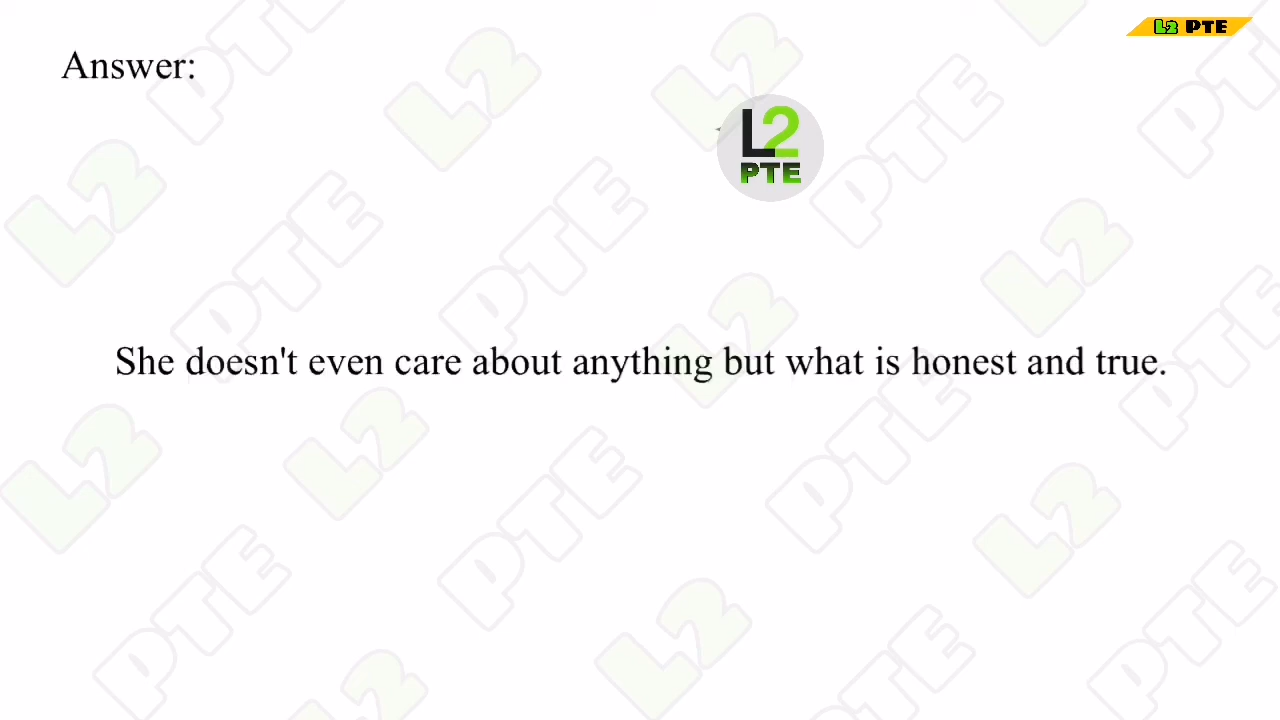 L2 PTE
Answer:
L2
PTE
She doesn't even care about anything but what is honest and true.